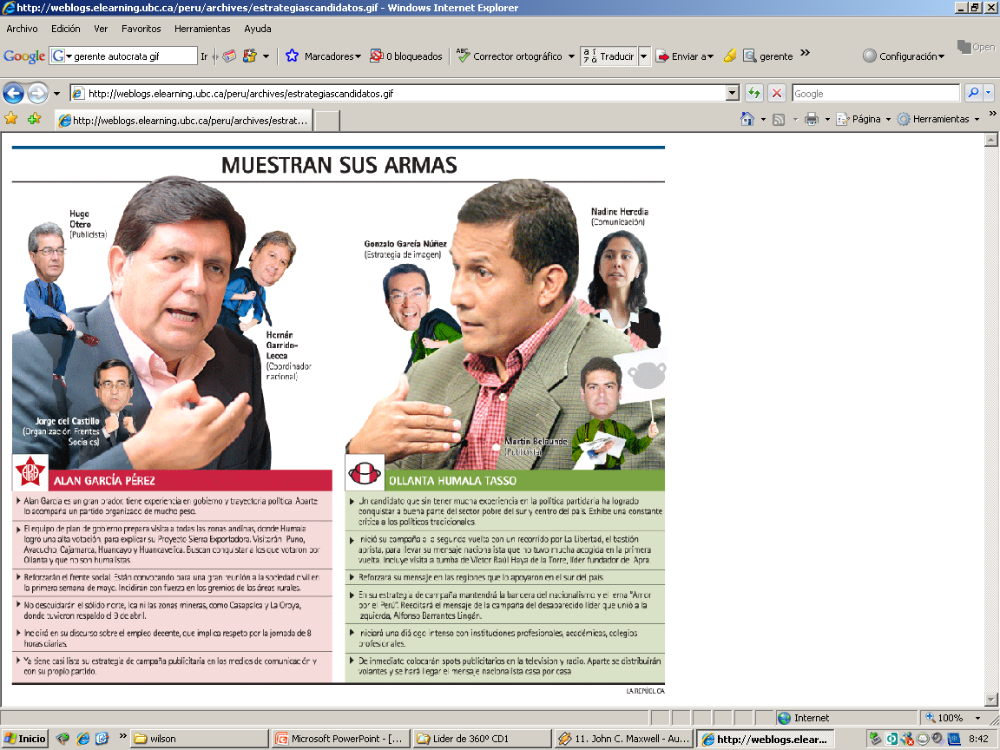 http://weblogs.elearning.ubc.ca/peru/archives/estrategiascandidatos.gif - Windows Internet Explorer
Archivo Edición Ver Favoritos Herramientas Ayuda
Google G gerente autocrata gif Ir Marcadores 0 bloqueados Corrector ortográfico Traducir Enviar a gerente » Configuración Open
http://weblogs.elearning.ubc.ca/peru/archives/estrategiascandidatos.gif Google
http://weblogs.elearning.ubc.ca/peru/archives/estrat... Página Herramientas »
MUESTRAN SUS ARMAS
Hugo
Otero
(Publicista)
Hernán
Garrido-
Lecca
(Coordinador
nacional)
Jorge del Castillo
(Organización Frentes
Sociales)
Gonzalo García Núñez
(Estrategia de imagen)
Nadine Heredia
(Comunicación)
Martín Belaunde
(Publicista)
APRA
ALAN GARCÍA PÉREZ
Alan García es un gran orador, tiene experiencia en gobierno y trayectoria política. Aparte
lo acompaña un partido organizado de mucho peso.
El equipo de plan de gobierno prepara visita a todas las zonas andinas, donde Humala
logró una alta votación, para explicar su Proyecto Sierra Exportadora. Visitarán Puno,
Ayacucho, Cajamarca, Huancayo y Huancavelica. Buscan conquistar a los que votaron por
Ollanta y que no son humalistas.
Reforzarán el frente social. Están convocando para una gran reunión a la sociedad civil en
la primera semana de mayo. Incidirán con fuerza en los gremios de las áreas rurales.
No descuidarán el sólido norte, Ica ni las zonas mineras, como Casapalca y La Oroya,
donde tuvieron respaldo el 9 de abril.
Incidirá en su discurso sobre el empleo decente, que implica respeto por la jornada de 8
horas diarias.
Ya tiene casi lista su estrategia de campaña publicitaria en los medios de comunicación y
con su propio partido.
OLLANTA HUMALA TASSO
Un candidato que sin tener mucha experiencia en la política partidaria ha logrado
conquistar a buena parte del sector pobre del sur y centro del país. Exhibe una constante
crítica a los políticos tradicionales.
Inició su campaña a la segunda vuelta con un recorrido por La Libertad, el bastión
aprista, para llevar su mensaje nacionalista que no tuvo mucha acogida en la primera
vuelta. Incluye visita a tumba de Víctor Raúl Haya de la Torre, líder fundador del Apra.
Reforzara su mensaje en las regiones que lo apoyaron en el sur del país.
En su estrategia de campaña mantendrá la bandera del nacionalismo y el lema "Amor
por el Perú". Reeditará el mensaje de la campaña del desaparecido líder que unió a la
izquierda, Alfonso Barrantes Lingán.
Iniciará una diálogo intenso con instituciones profesionales, académicas, colegios
profesionales.
De inmediato colocarán spots publicitarios en la television y radio. Aparte se distribuirán
volantes y se hará llegar el mensaje nacionalista casa por casa
LA REPÚBLICA
Internet 100%
Inicio » wilson Microsoft PowerPoint - [... Lider de 360º CD1 11. John C. Maxwell - Au... http://weblogs.elear... 8:42